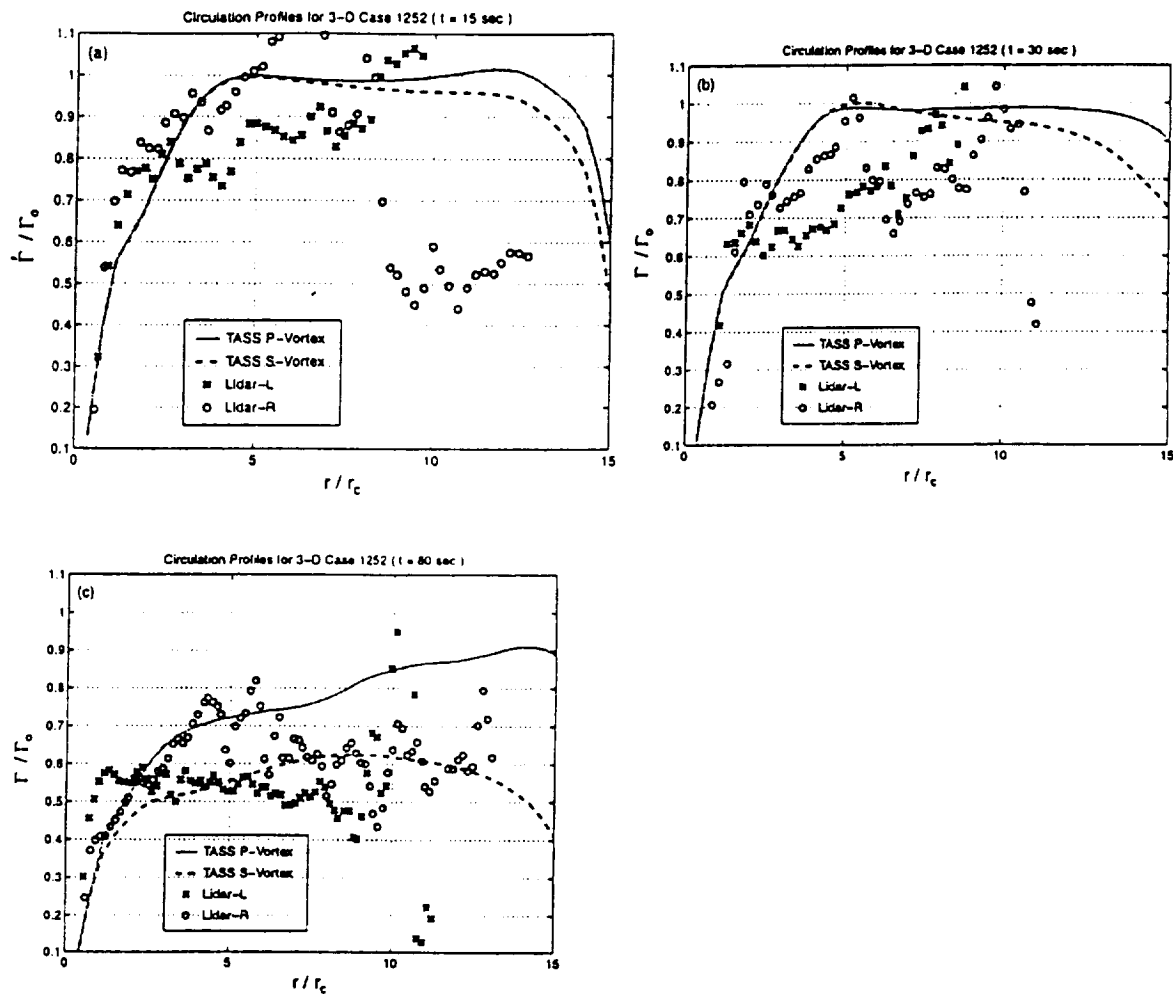 Circulation Profiles for 3-D Case 1252 ( t = 15 sec )
(a)
1.1
1
0.9
0.8
0.7
0.6
0.5
0.4
0.3
0.2
0.1
Γ / Γo
TASS P-Vortex
TASS S-Vortex
Lidar-L
Lidar-R
0 5 10 15
r / rc
Circulation Profiles for 3-D Case 1252 ( t = 30 sec )
(b)
1.1
1
0.9
0.8
0.7
0.6
0.5
0.4
0.3
0.2
0.1
Γ / Γo
TASS P-Vortex
TASS S-Vortex
Lidar-L
Lidar-R
0 5 10 15
r / rc
Circulation Profiles for 3-D Case 1252 ( t = 80 sec )
(c)
1.1
1
0.9
0.8
0.7
0.6
0.5
0.4
0.3
0.2
0.1
Γ / Γo
TASS P-Vortex
TASS S-Vortex
Lidar-L
Lidar-R
0 5 10 15
r / rc